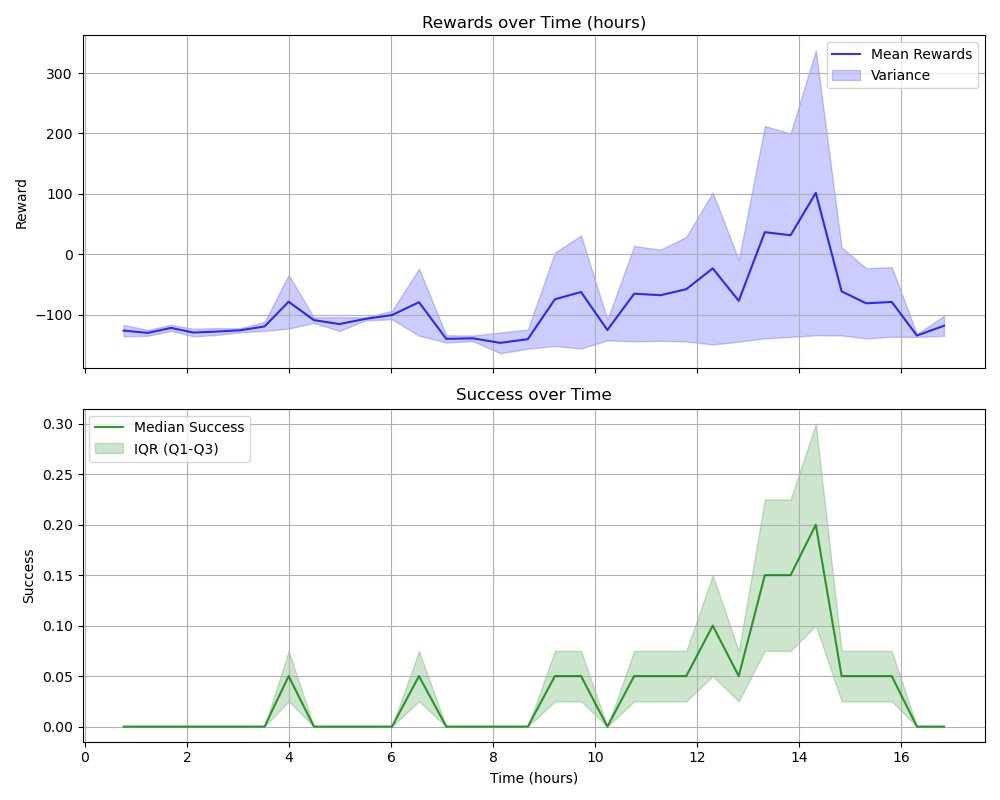 Rewards over Time (hours)
Mean Rewards
Variance
300
200
100
0
−100
Reward
Success over Time
Median Success
IQR (Q1-Q3)
0.30
0.25
0.20
0.15
0.10
0.05
0.00
Success
0 2 4 6 8 10 12 14 16
Time (hours)